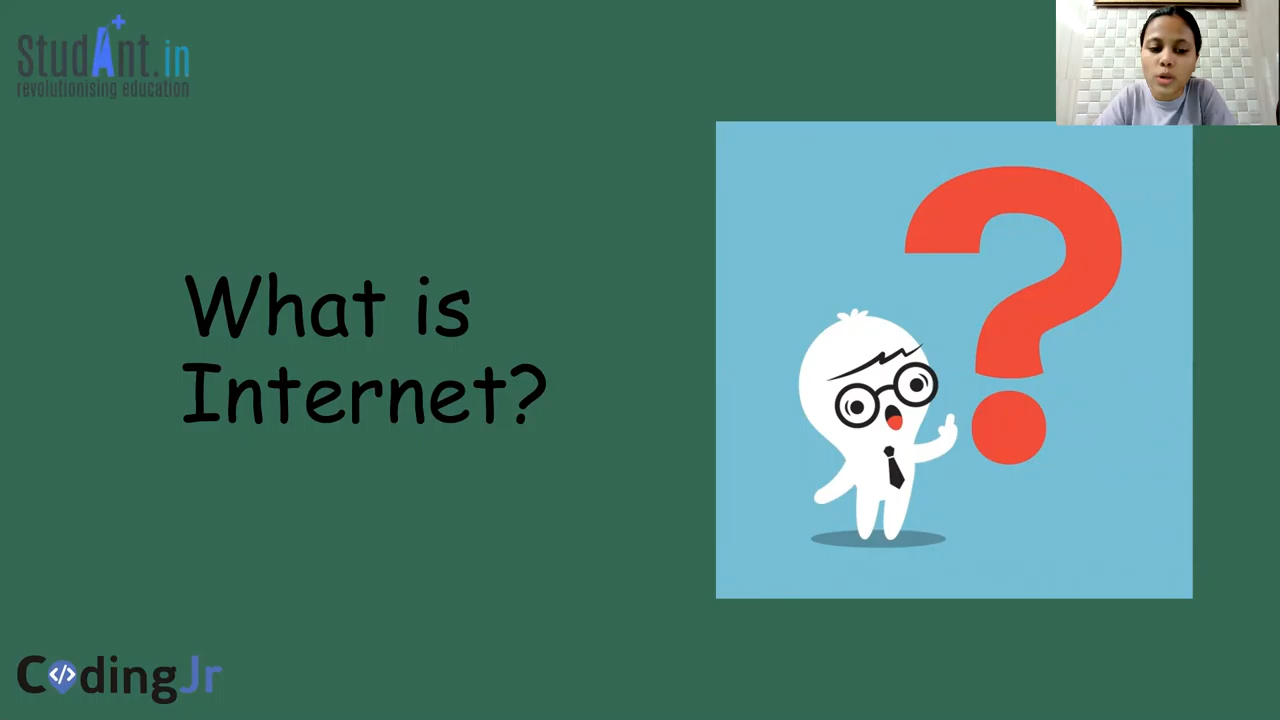 StudAnt.in
revolutionising education
What is
Internet?
CodingJr